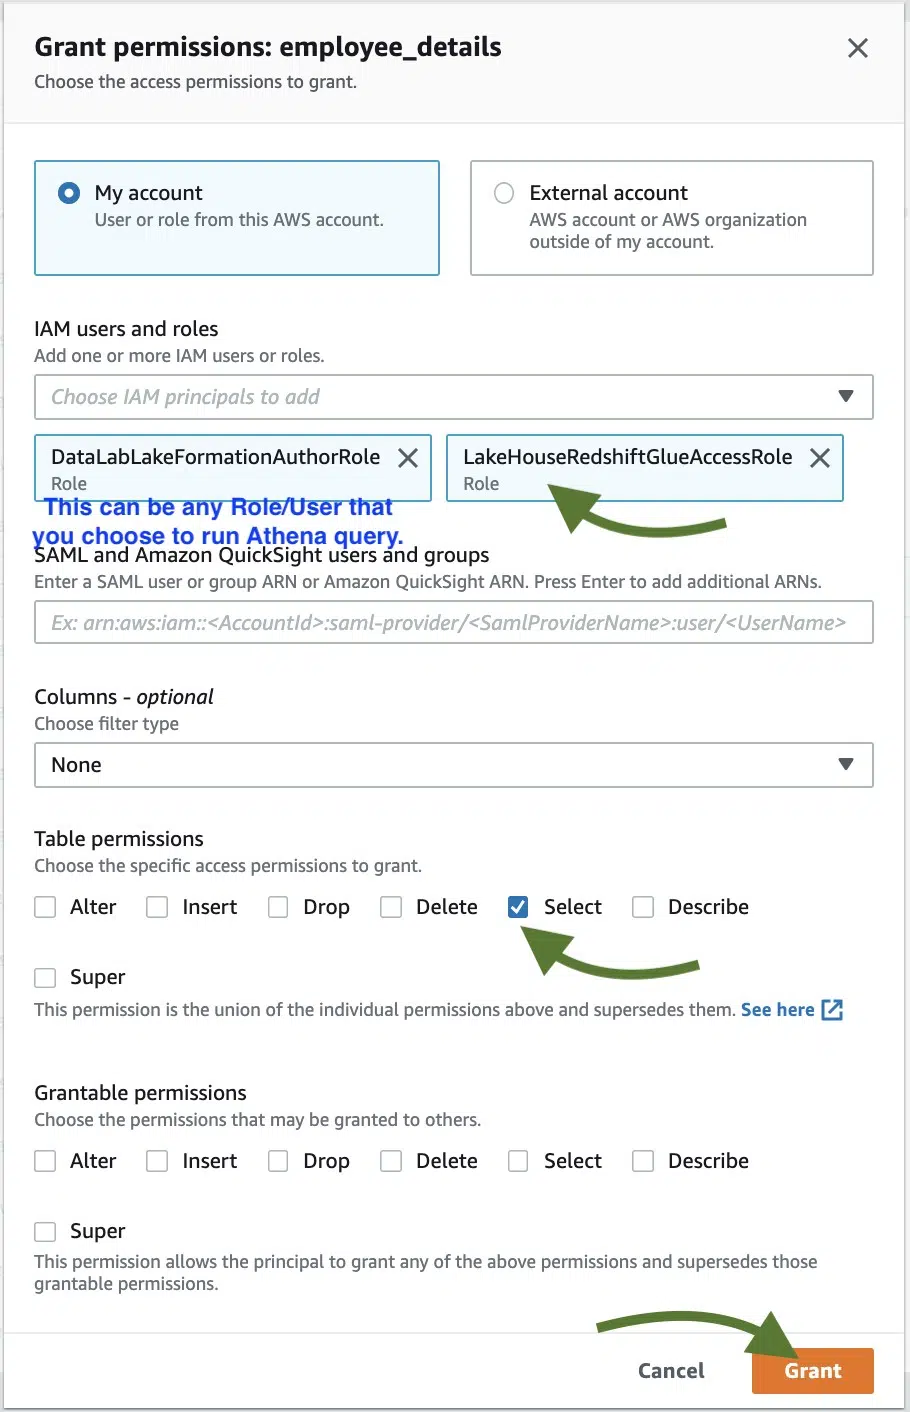 Grant permissions: employee_details
Choose the access permissions to grant.
My account
User or role from this AWS account.
External account
AWS account or AWS organization
outside of my account.
IAM users and roles
Add one or more IAM users or roles.
Choose IAM principals to add
DataLabLakeFormationAuthorRole
Role
LakeHouseRedshiftGlueAccessRole
Role
This can be any Role/User that
you choose to run Athena query.
SAML and Amazon QuickSight users and groups
Enter a SAML user or group ARN or Amazon QuickSight ARN. Press Enter to add additional ARNs.
Ex: arn:aws:iam::<AccountId>:saml-provider/<SamlProviderName>:user/<UserName>
Columns - optional
Choose filter type
None
Table permissions
Choose the specific access permissions to grant.
Alter Insert Drop Delete Select Describe
Super
This permission is the union of the individual permissions above and supersedes them. See here
Grantable permissions
Choose the permissions that may be granted to others.
Alter Insert Drop Delete Select Describe
Super
This permission allows the principal to grant any of the above permissions and supersedes those
grantable permissions.
Cancel Grant